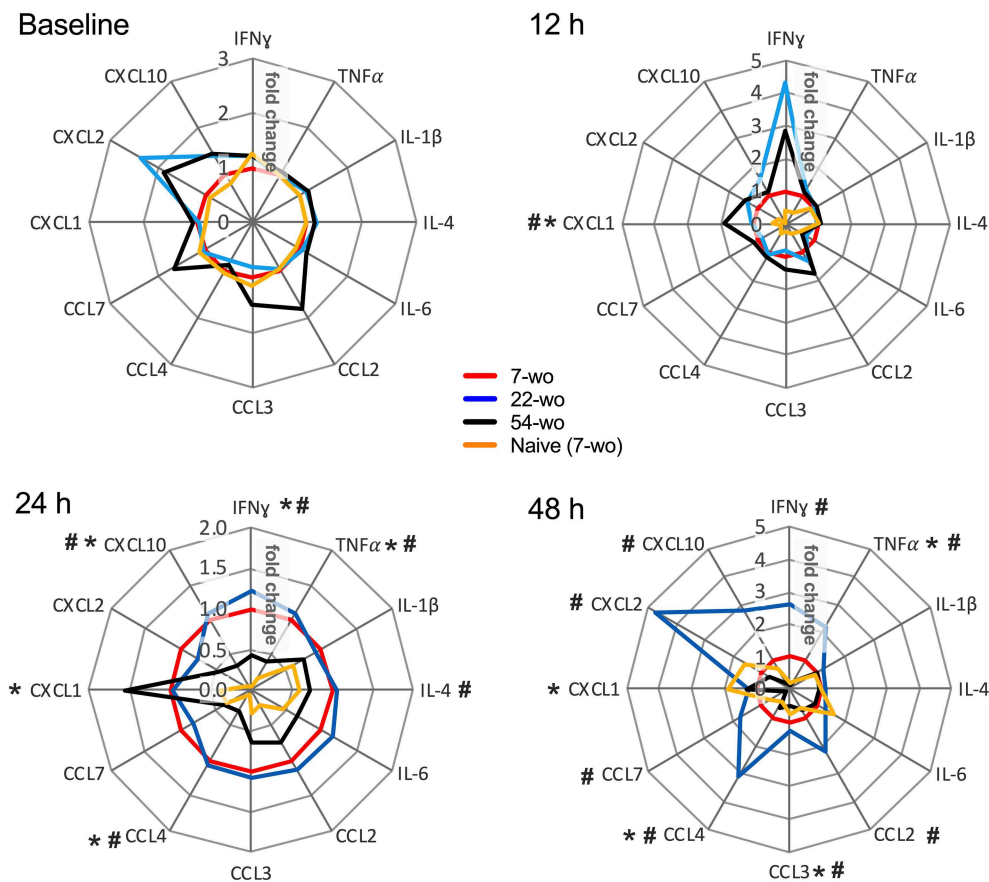 Baseline
IFNɣ
TNFα
IL-1β
IL-4
IL-6
CCL2
CCL3
CCL4
CCL7
CXCL1
CXCL2
CXCL10
3
2
1
0
fold change
12 h
IFNɣ
TNFα
IL-1β
IL-4
IL-6
CCL2
CCL3
CCL4
CCL7
#* CXCL1
CXCL2
CXCL10
5
4
3
2
1
0
fold change
7-wo
22-wo
54-wo
Naive (7-wo)
24 h
IFNɣ *#
TNFα *#
IL-1β
IL-4 #
IL-6
CCL2
CCL3
*# CCL4
CCL7
* CXCL1
CXCL2
#* CXCL10
2.0
1.5
1.0
0.5
0.0
fold change
48 h
IFNɣ #
TNFα *#
IL-1β
IL-4
IL-6
CCL2 #
CCL3 *#
*# CCL4
# CCL7
* CXCL1
# CXCL2
# CXCL10
5
4
3
2
1
0
fold change